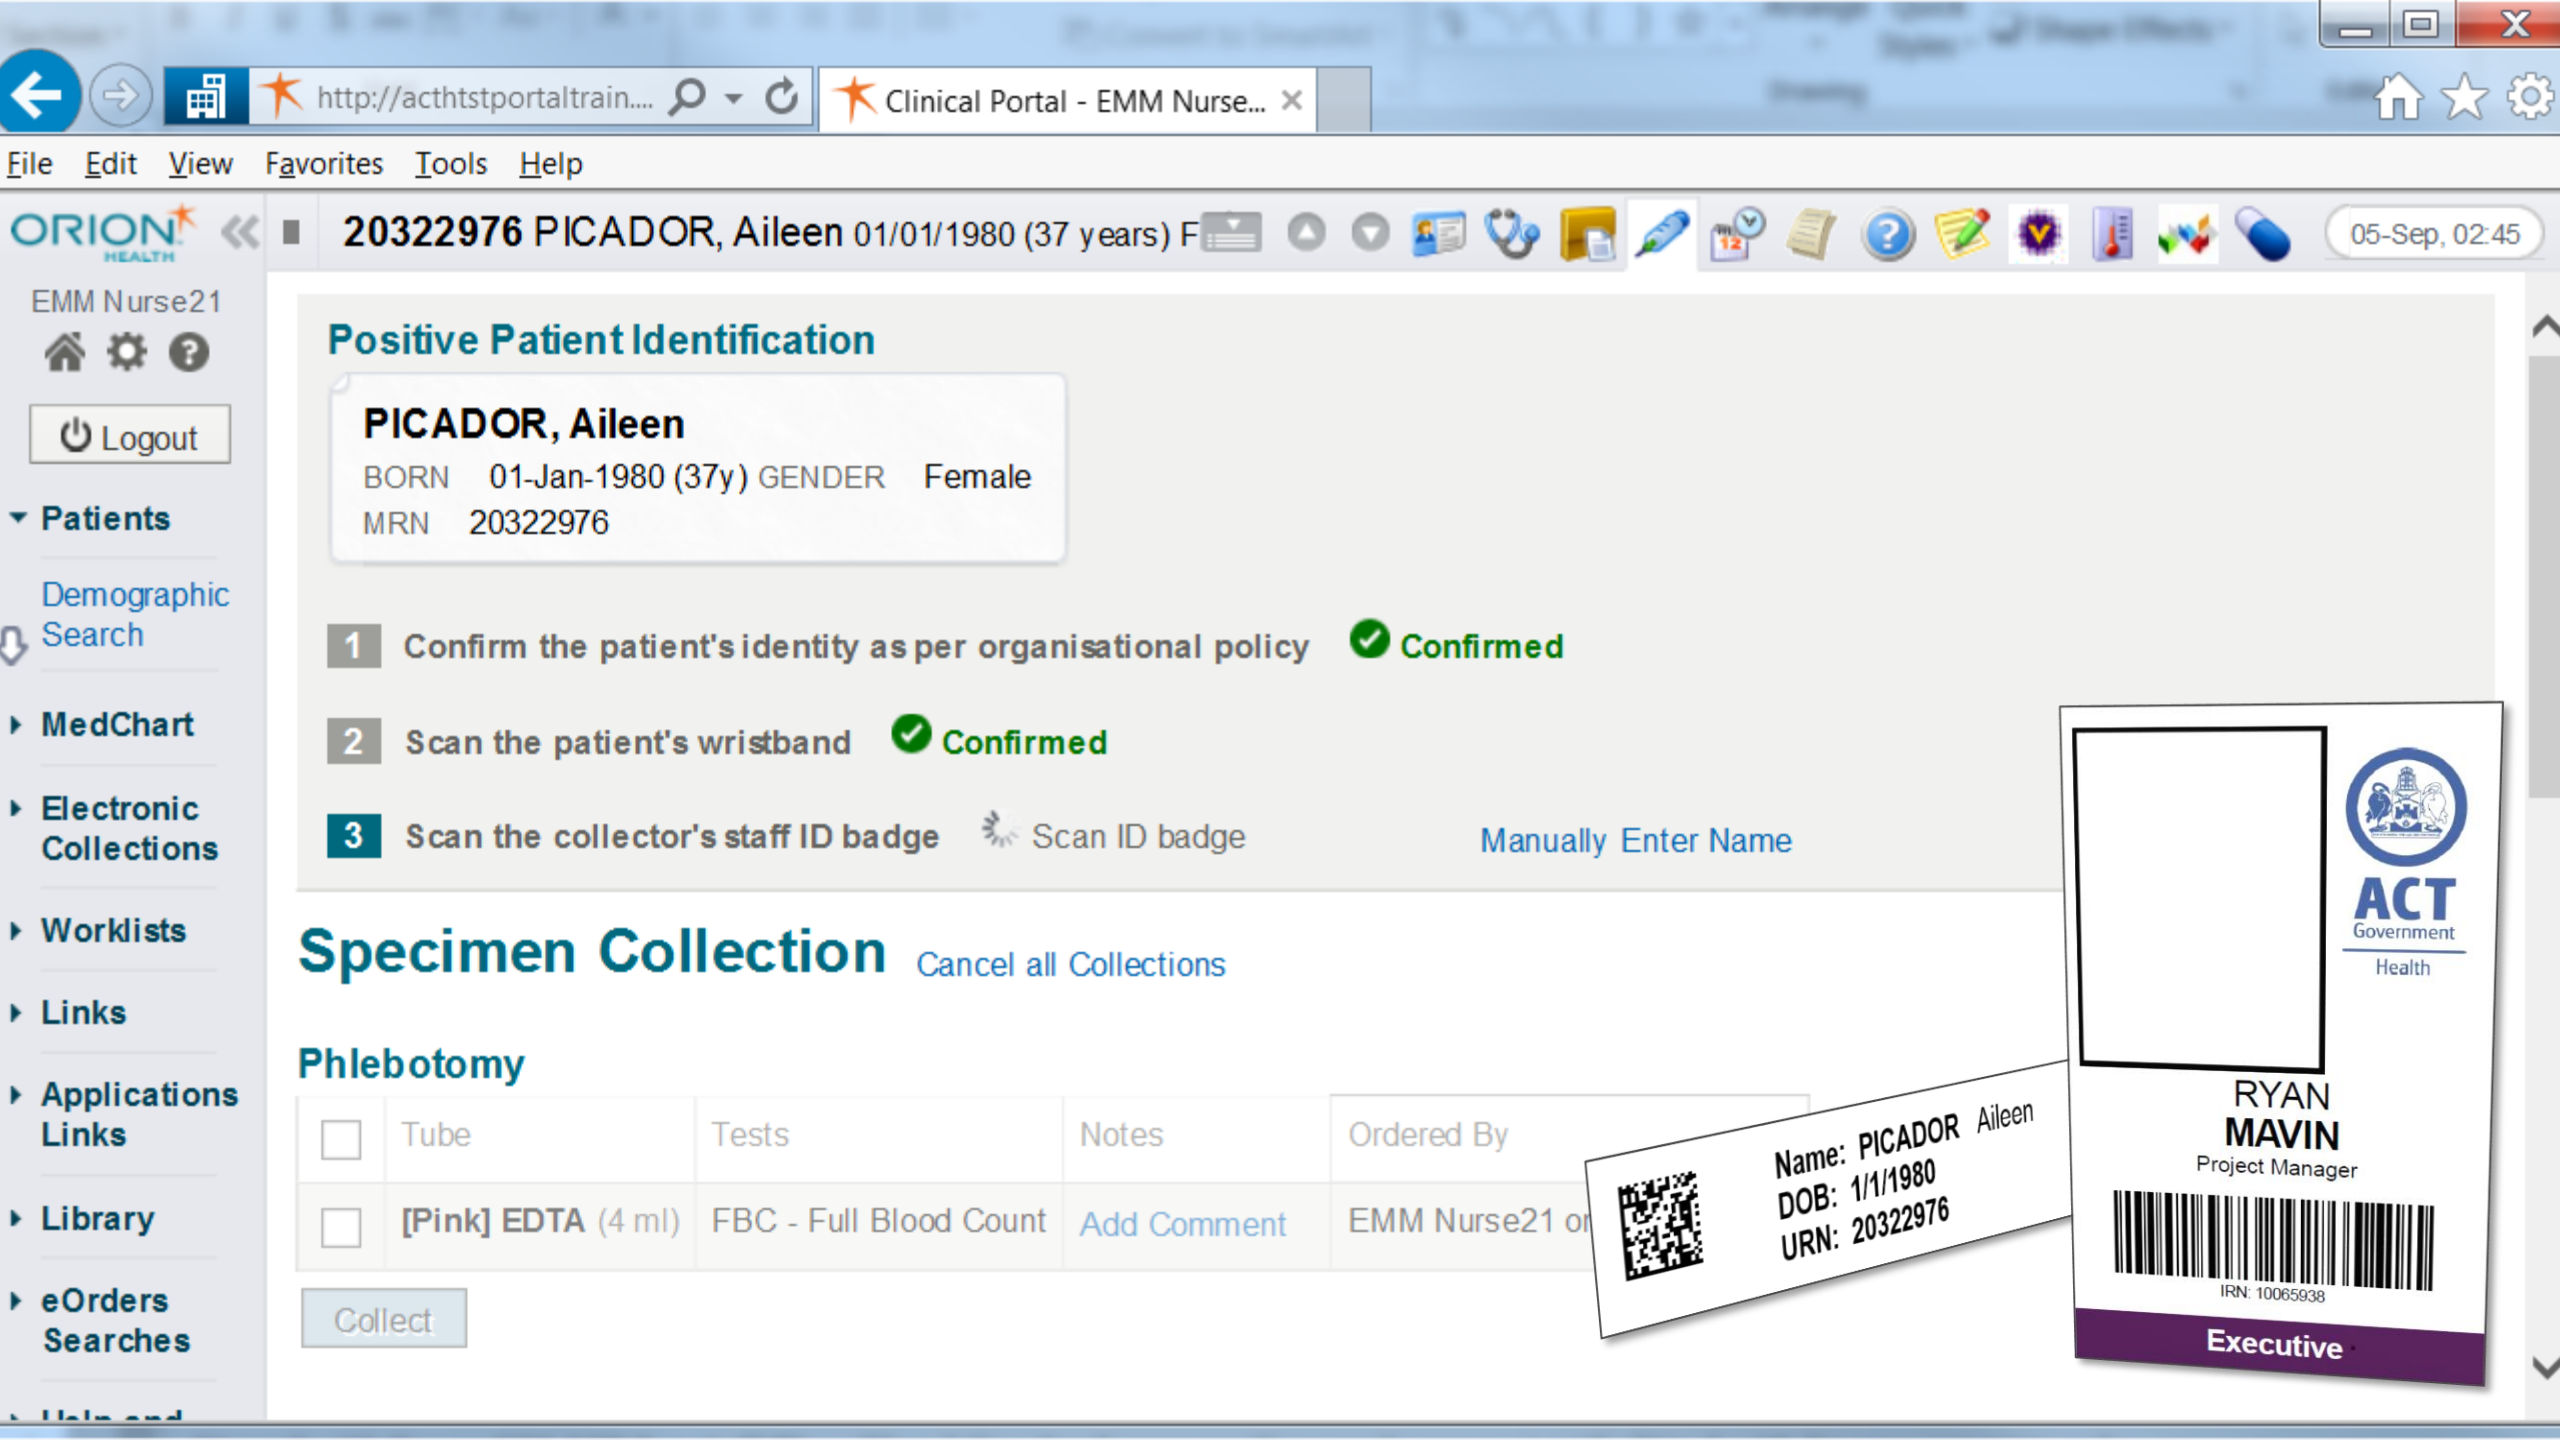 http://acthtstportaltrain....
Clinical Portal - EMM Nurse...
File Edit View Favorites Tools Help
ORION
HEALTH
20322976 PICADOR, Aileen 01/01/1980 (37 years) F
05-Sep, 02:45
EMM Nurse21
Logout
Patients
Demographic
Search
MedChart
Electronic
Collections
Worklists
Links
Applications
Links
Library
eOrders
Searches
Help and
Positive Patient Identification
PICADOR, Aileen
BORN 01-Jan-1980 (37y) GENDER Female
MRN 20322976
1 Confirm the patient's identity as per organisational policy Confirmed
2 Scan the patient's wristband Confirmed
3 Scan the collector's staff ID badge Scan ID badge Manually Enter Name
Specimen Collection Cancel all Collections
Phlebotomy
Tube Tests Notes Ordered By
[Pink] EDTA (4 ml) FBC - Full Blood Count Add Comment EMM Nurse21 or
Collect
Name: PICADOR Aileen
DOB: 1/1/1980
URN: 20322976
ACT
Government
Health
RYAN
MAVIN
Project Manager
IRN: 10065938
Executive